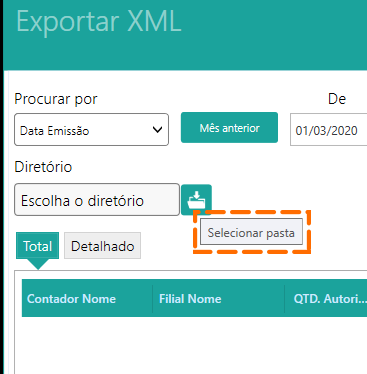 Exportar XML
Procurar por
De
Data Emissão
Mês anterior
01/03/2020
Diretório
Escolha o diretório
Selecionar pasta
Total
Detalhado
Contador Nome
Filial Nome
QTD. Autori...